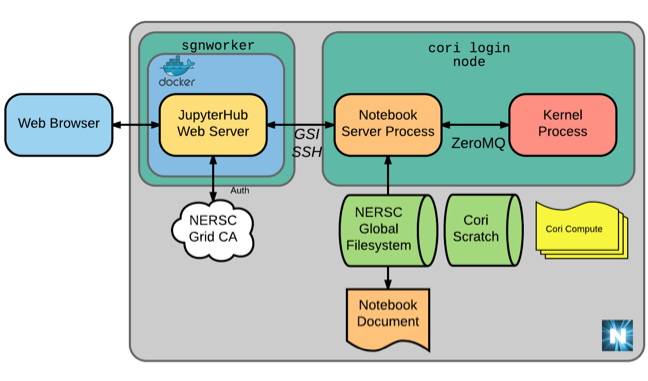 sgnworker
cori login
node
docker
Web Browser
JupyterHub
Web Server
GSI
SSH
Notebook
Server Process
ZeroMQ
Kernel
Process
Auth
NERSC
Grid CA
NERSC
Global
Filesystem
Cori
Scratch
Cori Compute
Notebook
Document
N